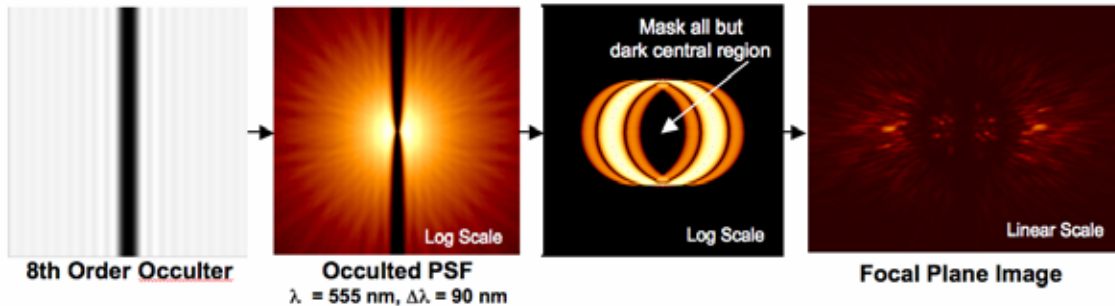 Mask all but
dark central region
Log Scale
Log Scale
Linear Scale
8th Order Occulter
Occulted PSF
λ = 555 nm, Δλ = 90 nm
Focal Plane Image